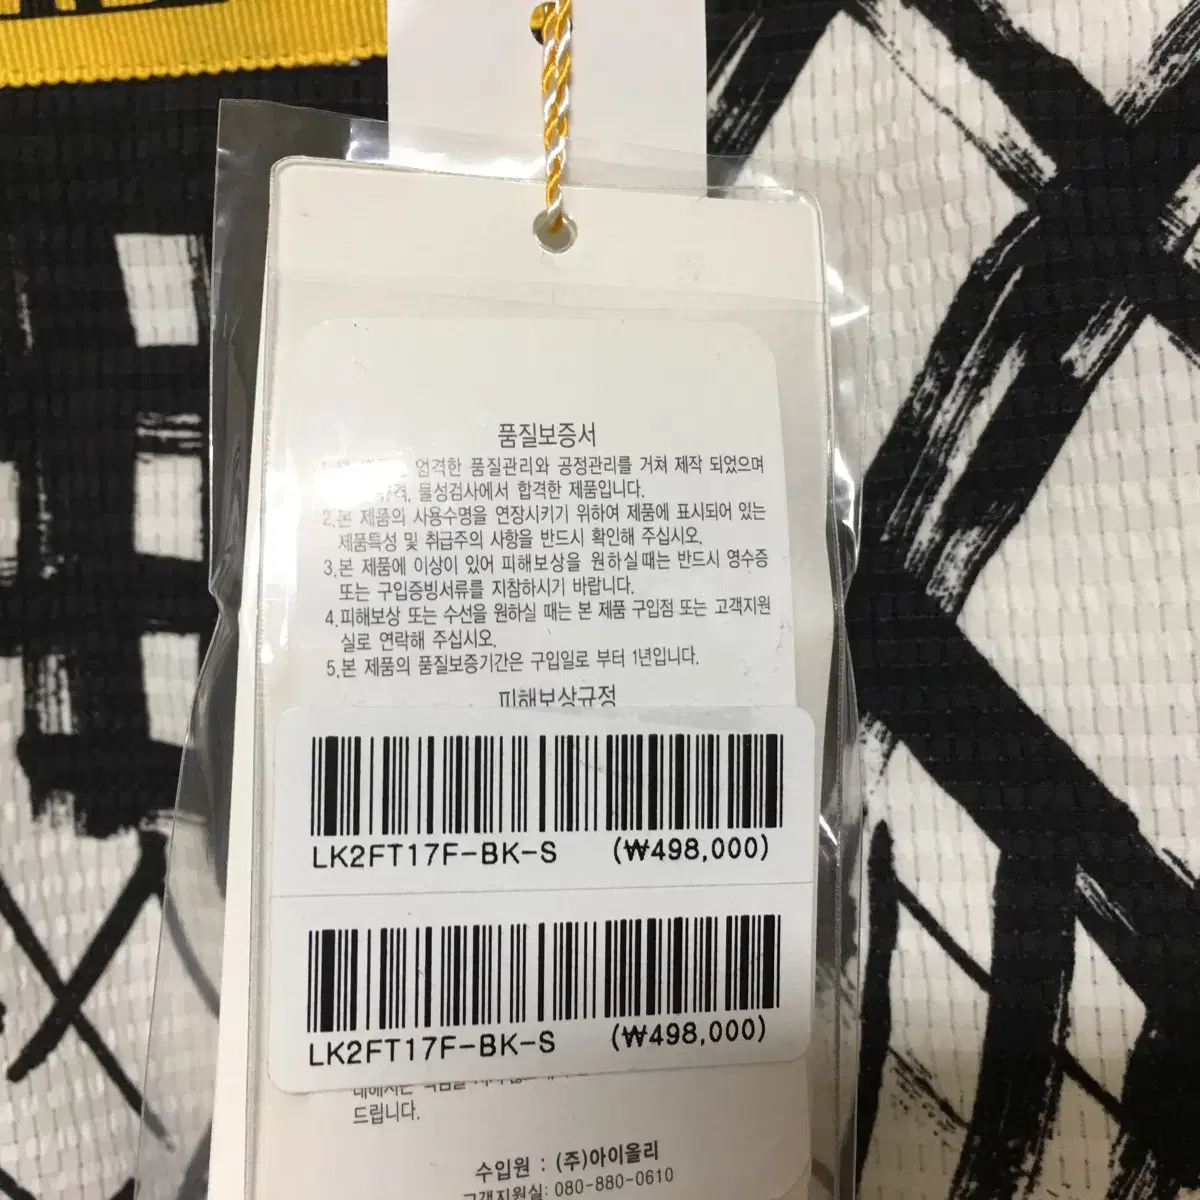 품질보증서
엄격한 품질관리와 공정관리를 거쳐 제작 되었으며
물성검사에서 합격한 제품입니다.
2.본 제품의 사용수명을 연장시키기 위하여 제품에 표시되어 있는
제품특성 및 취급주의 사항을 반드시 확인해 주십시오.
3.본 제품에 이상이 있어 피해보상을 원하실때는 반드시 영수증
또는 구입증빙서류를 지참하시기 바랍니다.
4.피해보상 또는 수선을 원하실 때는 본 제품 구입점 또는 고객지원
실로 연락해 주십시오.
5.본 제품의 품질보증기간은 구입일로 부터 1년입니다.
피해보상규정
LK2FT17F-BK-S (₩498,000)
LK2FT17F-BK-S (₩498,000)
드립니다.
수입원 : (주)아이올리
고객지원실: 080-880-0610